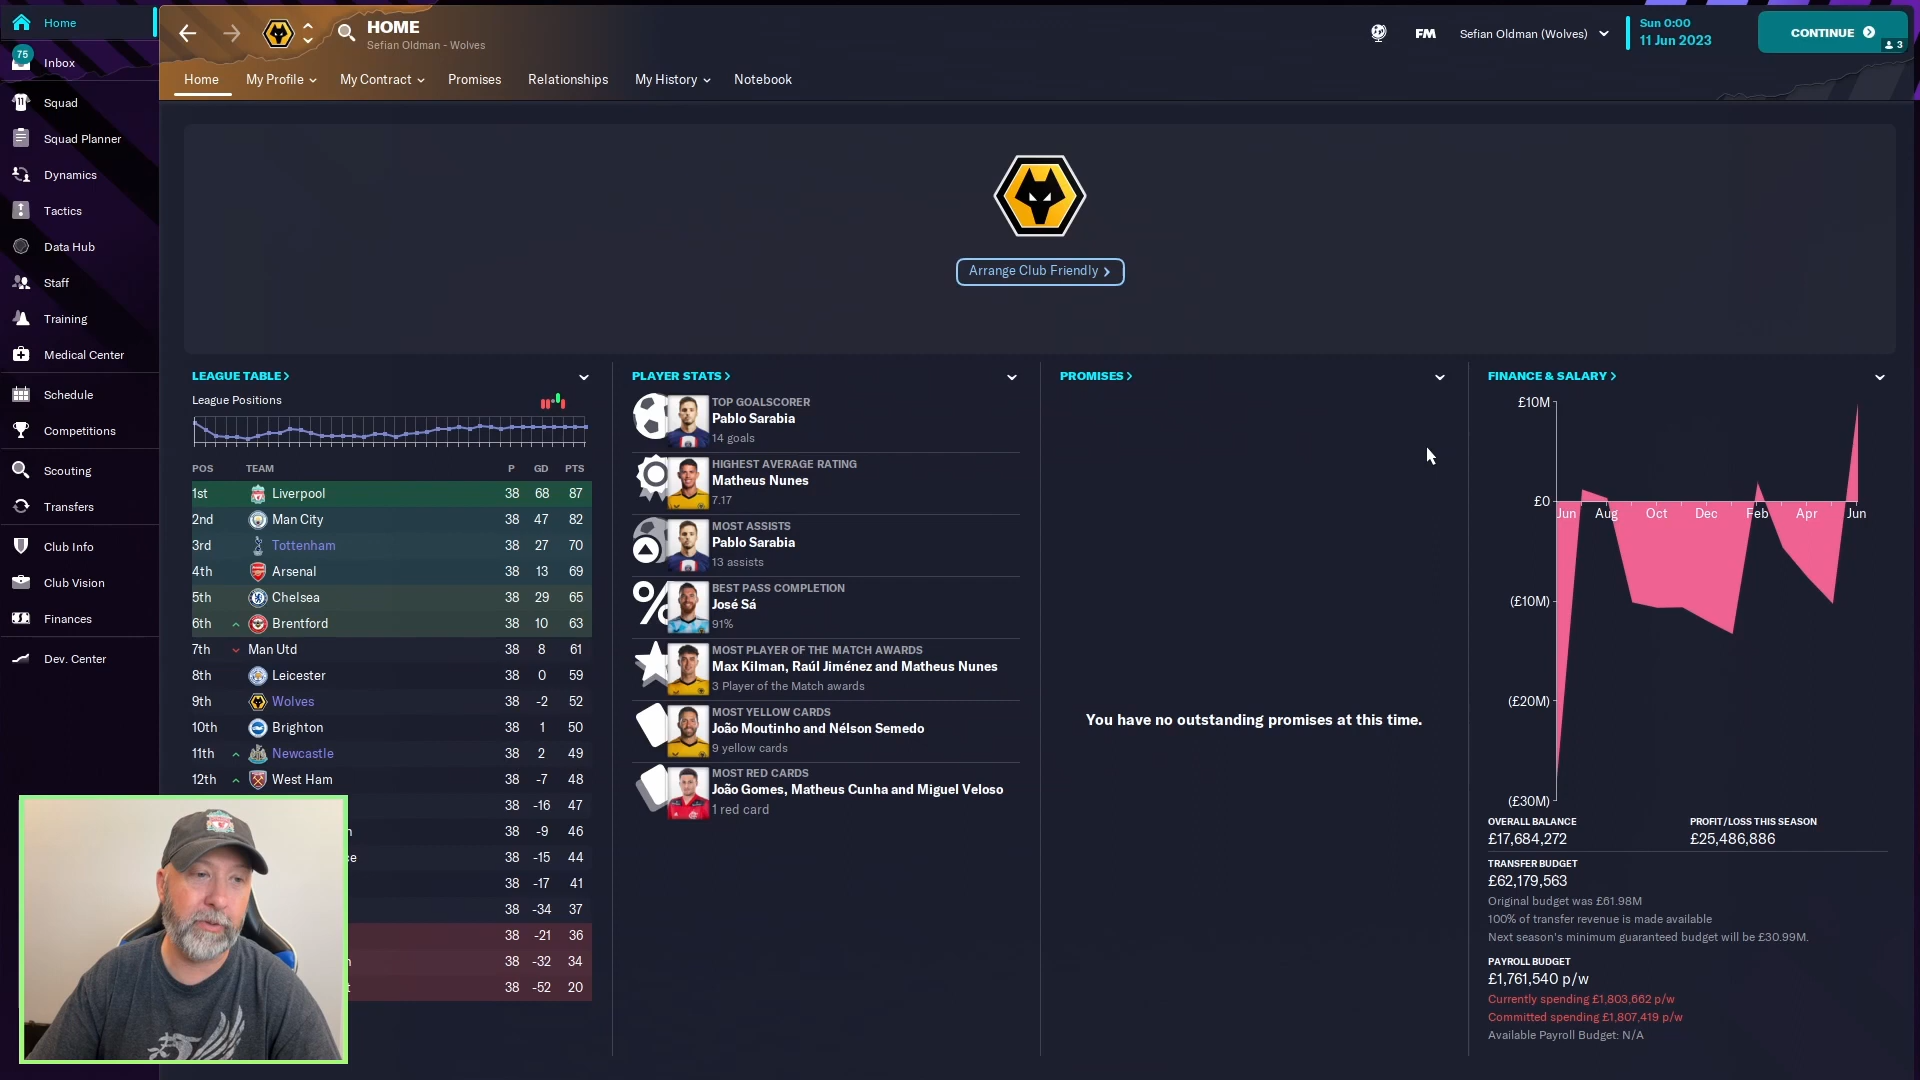 Home
75
Inbox
Squad
Squad Planner
Dynamics
Tactics
Data Hub
Staff
Training
Medical Center
Schedule
Competitions
Scouting
Transfers
Club Info
Club Vision
Finances
Dev. Center
HOME
Sefian Oldman - Wolves
FM
Sefian Oldman (Wolves)
Sun 0:00
11 Jun 2023
CONTINUE
3
Home
My Profile
My Contract
Promises
Relationships
My History
Notebook
Arrange Club Friendly
LEAGUE TABLE
League Positions
POS TEAM P GD PTS
1st Liverpool 38 68 87
2nd Man City 38 47 82
3rd Tottenham 38 27 70
4th Arsenal 38 13 69
5th Chelsea 38 29 65
6th Brentford 38 10 63
7th Man Utd 38 8 61
8th Leicester 38 0 59
9th Wolves 38 -2 52
10th Brighton 38 1 50
11th Newcastle 38 2 49
12th West Ham 38 -7 48
38 -16 47
38 -9 46
ce 38 -15 44
38 -17 41
38 -34 37
38 -21 36
38 -32 34
38 -52 20
PLAYER STATS
TOP GOALSCORER
Pablo Sarabia
14 goals
HIGHEST AVERAGE RATING
Matheus Nunes
7.17
MOST ASSISTS
Pablo Sarabia
13 assists
BEST PASS COMPLETION
José Sá
91%
MOST PLAYER OF THE MATCH AWARDS
Max Kilman, Raúl Jiménez and Matheus Nunes
3 Player of the Match awards
MOST YELLOW CARDS
João Moutinho and Nélson Semedo
9 yellow cards
MOST RED CARDS
João Gomes, Matheus Cunha and Miguel Veloso
1 red card
PROMISES
You have no outstanding promises at this time.
FINANCE & SALARY
£10M
£0
Jun Aug Oct Dec Feb Apr Jun
(£10M)
(£20M)
(£30M)
OVERALL BALANCE
£17,684,272
PROFIT/LOSS THIS SEASON
£25,486,886
TRANSFER BUDGET
£62,179,563
Original budget was £61.98M
100% of transfer revenue is made available
Next season's minimum guaranteed budget will be £30.99M.
PAYROLL BUDGET
£1,761,540 p/w
Currently spending £1,803,662 p/w
Committed spending £1,807,419 p/w
Available Payroll Budget: N/A